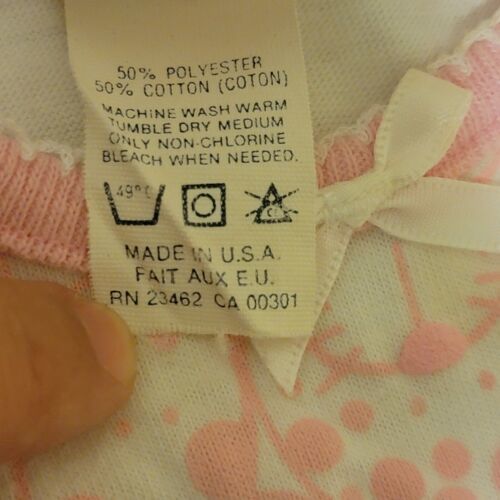 50% POLYESTER
50% COTTON (COTON)
MACHINE WASH WARM
TUMBLE DRY MEDIUM
ONLY NON-CHLORINE
BLEACH WHEN NEEDED.
49°C CL
MADE IN U.S.A.
FAIT AUX E.U.
RN 23462 CA 00301